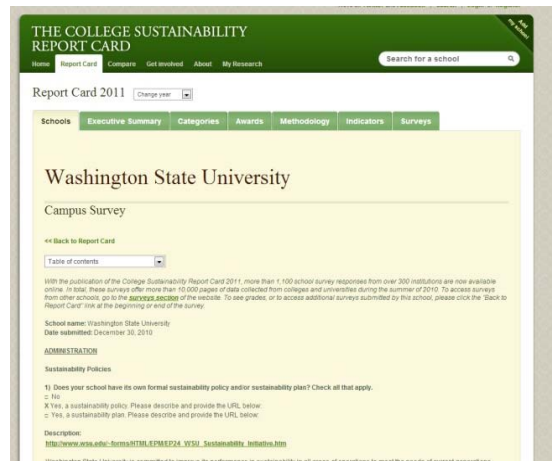 THE COLLEGE SUSTAINABILITY
REPORT CARD
Add
my school
Home Report Card Compare Get involved About My Research
Search for a school
Report Card 2011 Change year
Schools Executive Summary Categories Awards Methodology Indicators Surveys
Washington State University
Campus Survey
<< Back to Report Card
Table of contents
With the publication of the College Sustainability Report Card 2011, more than 1,100 school survey responses from over 300 institutions are now available
online. In total, these surveys offer more than 10,000 pages of data collected from colleges and universities during the summer of 2010. To access surveys
from other schools, go to the surveys section of the website. To see grades, or to access additional surveys submitted by this school, please click the "Back to
Report Card" link at the beginning or end of the survey.
School name: Washington State University
Date submitted: December 30, 2010
ADMINISTRATION
Sustainability Policies
1) Does your school have its own formal sustainability policy and/or sustainability plan? Check all that apply.
:: No
X Yes, a sustainability policy. Please describe and provide the URL below:
:: Yes, a sustainability plan. Please describe and provide the URL below:
Description:
http://www.wsu.edu/~forms/HTML/EPM/EP24_WSU_Sustainability_Initiative.htm